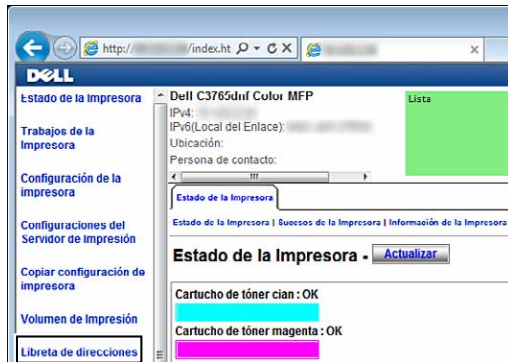 http:// /index.ht
DELL
Estado de la Impresora
Trabajos de la
Impresora
Configuración de la
impresora
Configuraciones del
Servidor de Impresión
Copiar configuración de
impresora
Volumen de Impresión
Libreta de direcciones
Dell C3765dnf Color MFP
IPv4:
IPv6(Local del Enlace):
Ubicación:
Persona de contacto:
Lista
Estado de la Impresora
Estado de la Impresora | Sucesos de la Impresora | Información de la Impresora
Estado de la Impresora - Actualizar
Cartucho de tóner cian : OK
Cartucho de tóner magenta : OK